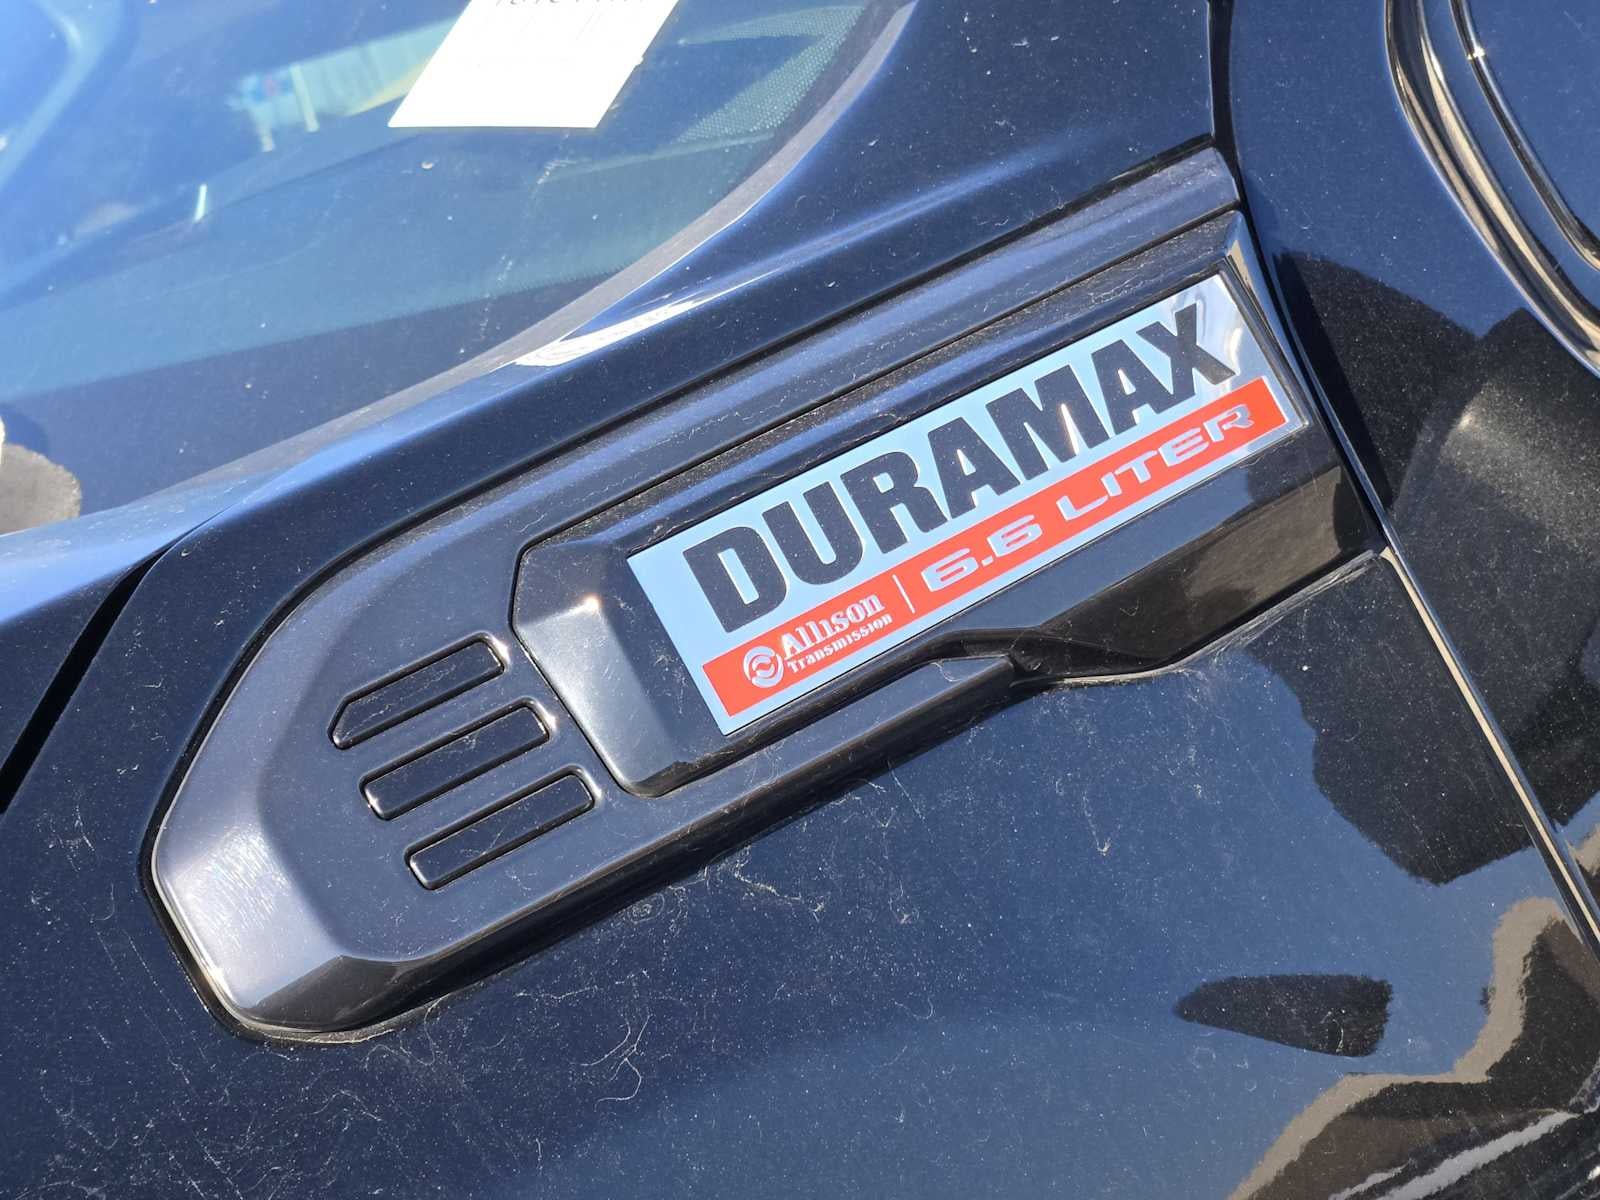 DURAMAX
Allison
Transmission
6.6 LITER